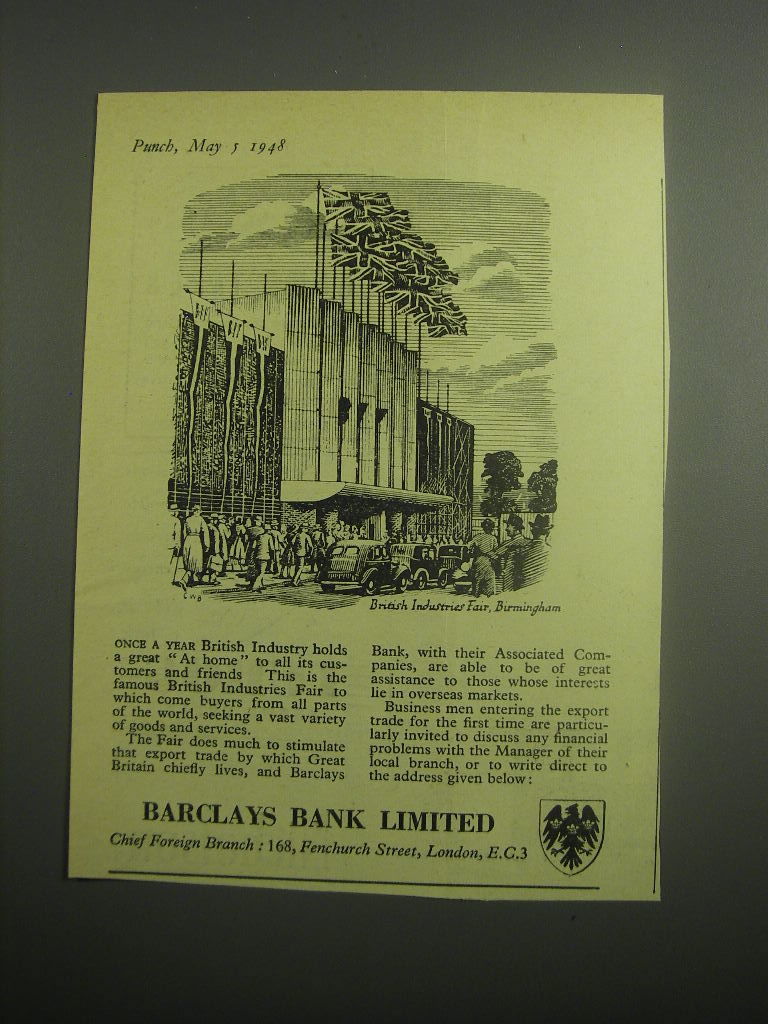 Punch, May 5 1948
CWB
British Industries Fair, Birmingham
ONCE A YEAR British Industry holds
a great "At home" to all its cus-
tomers and friends This is the
famous British Industries Fair to
which come buyers from all parts
of the world, seeking a vast variety
of goods and services.
The Fair does much to stimulate
that export trade by which Great
Britain chiefly lives, and Barclays
Bank, with their Associated Com-
panies, are able to be of great
assistance to those whose interests
lie in overseas markets.
Business men entering the export
trade for the first time are particu-
larly invited to discuss any financial
problems with the Manager of their
local branch, or to write direct to
the address given below:
BARCLAYS BANK LIMITED
Chief Foreign Branch : 168, Fenchurch Street, London, E.C.3